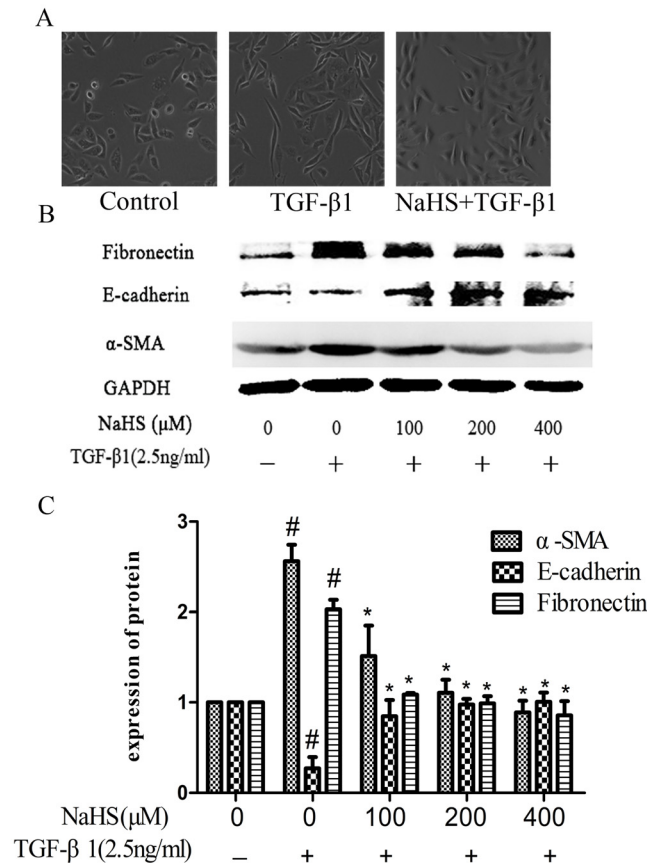 A
Control TGF-β1 NaHS+TGF-β1
B
Fibronectin
E-cadherin
α-SMA
GAPDH
NaHS (μM) 0 0 100 200 400
TGF-β1(2.5ng/ml) − + + + +
C
3
2
1
0
expression of protein
# # #
* * *
* * *
* * *
α-SMA
E-cadherin
Fibronectin
NaHS(μM) 0 0 100 200 400
TGF-β 1(2.5ng/ml) − + + + +